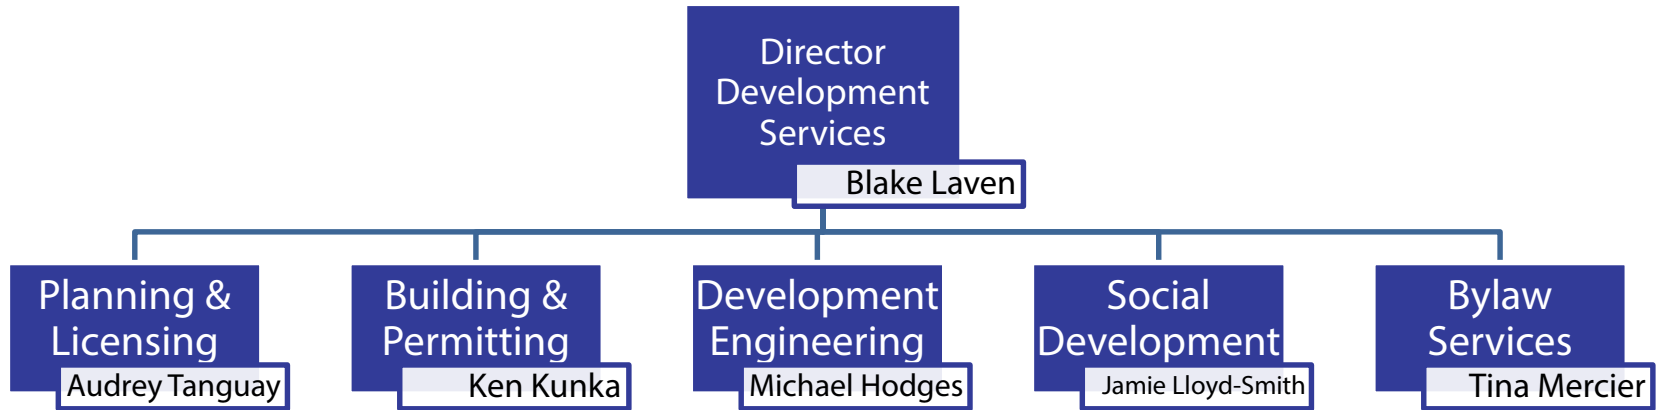 Director
Development
Services
Blake Laven
Planning &
Licensing
Audrey Tanguay
Building &
Permitting
Ken Kunka
Development
Engineering
Michael Hodges
Social
Development
Jamie Lloyd-Smith
Bylaw
Services
Tina Mercier